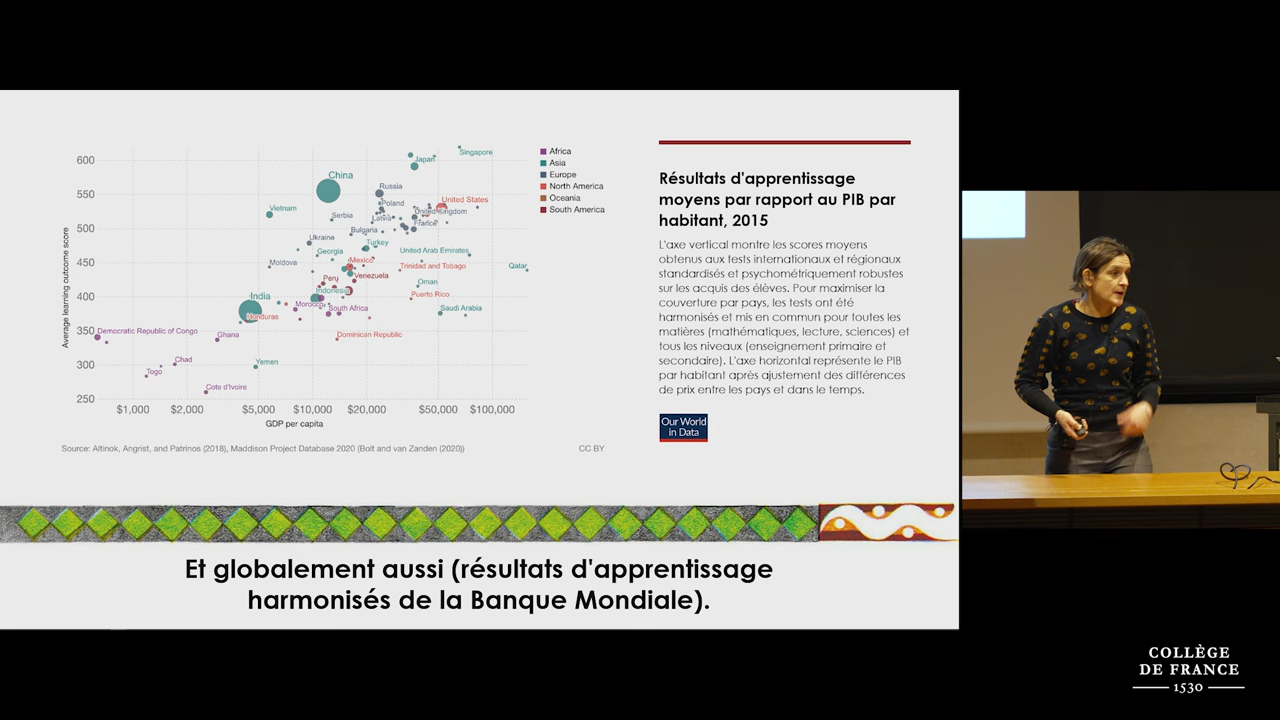 600
550
500
450
400
350
300
250
Average learning outcome score
Singapore
Japan
China
Russia
Poland
United States
Vietnam
Serbia
Latvia
United Kingdom
France
Bulgaria
Ukraine
Turkey
Georgia
United Arab Emirates
Moldova
Mexico
Trinidad and Tobago
Qatar
Peru
Venezuela
Oman
India
Indonesia
Puerto Rico
Morocco
South Africa
Saudi Arabia
Honduras
Democratic Republic of Congo
Ghana
Dominican Republic
Chad
Yemen
Togo
Cote d'Ivoire
$1,000
$2,000
$5,000
$10,000
$20,000
$50,000
$100,000
GDP per capita
Africa
Asia
Europe
North America
Oceania
South America
Source: Altinok, Angrist, and Patrinos (2018), Maddison Project Database 2020 (Bolt and van Zanden (2020))
CC BY
Résultats d'apprentissage
moyens par rapport au PIB par
habitant, 2015
L'axe vertical montre les scores moyens
obtenus aux tests internationaux et régionaux
standardisés et psychométriquement robustes
sur les acquis des élèves. Pour maximiser la
couverture par pays, les tests ont été
harmonisés et mis en commun pour toutes les
matières (mathématiques, lecture, sciences) et
tous les niveaux (enseignement primaire et
secondaire). L'axe horizontal représente le PIB
par habitant après ajustement des différences
de prix entre les pays et dans le temps.
Our World
in Data
Et globalement aussi (résultats d'apprentissage
harmonisés de la Banque Mondiale).
COLLÈGE
DE FRANCE
1530